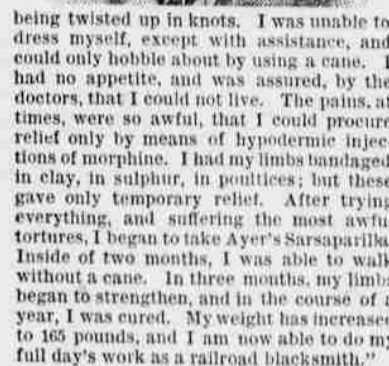 being twisted up in knots. I was unable to
dress myself, except with assistance, and
could only hobble about by using a cane. I
had no appetite, and was assured, by the
doctors, that I could not live. The pains, at
times, were so awful, that I could procure
relief only by means of hypodermic injec-
tions of morphine. I had my limbs bandaged
in clay, in sulphur, in poultices; but these
gave only temporary relief. After trying
everything, and suffering the most awful
tortures, I began to take Ayer's Sarsaparilla.
Inside of two months, I was able to walk
without a cane. In three months, my limbs
began to strengthen, and in the course of a
year, I was cured. My weight has increased
to 165 pounds, and I am now able to do my
full day's work as a railroad blacksmith."